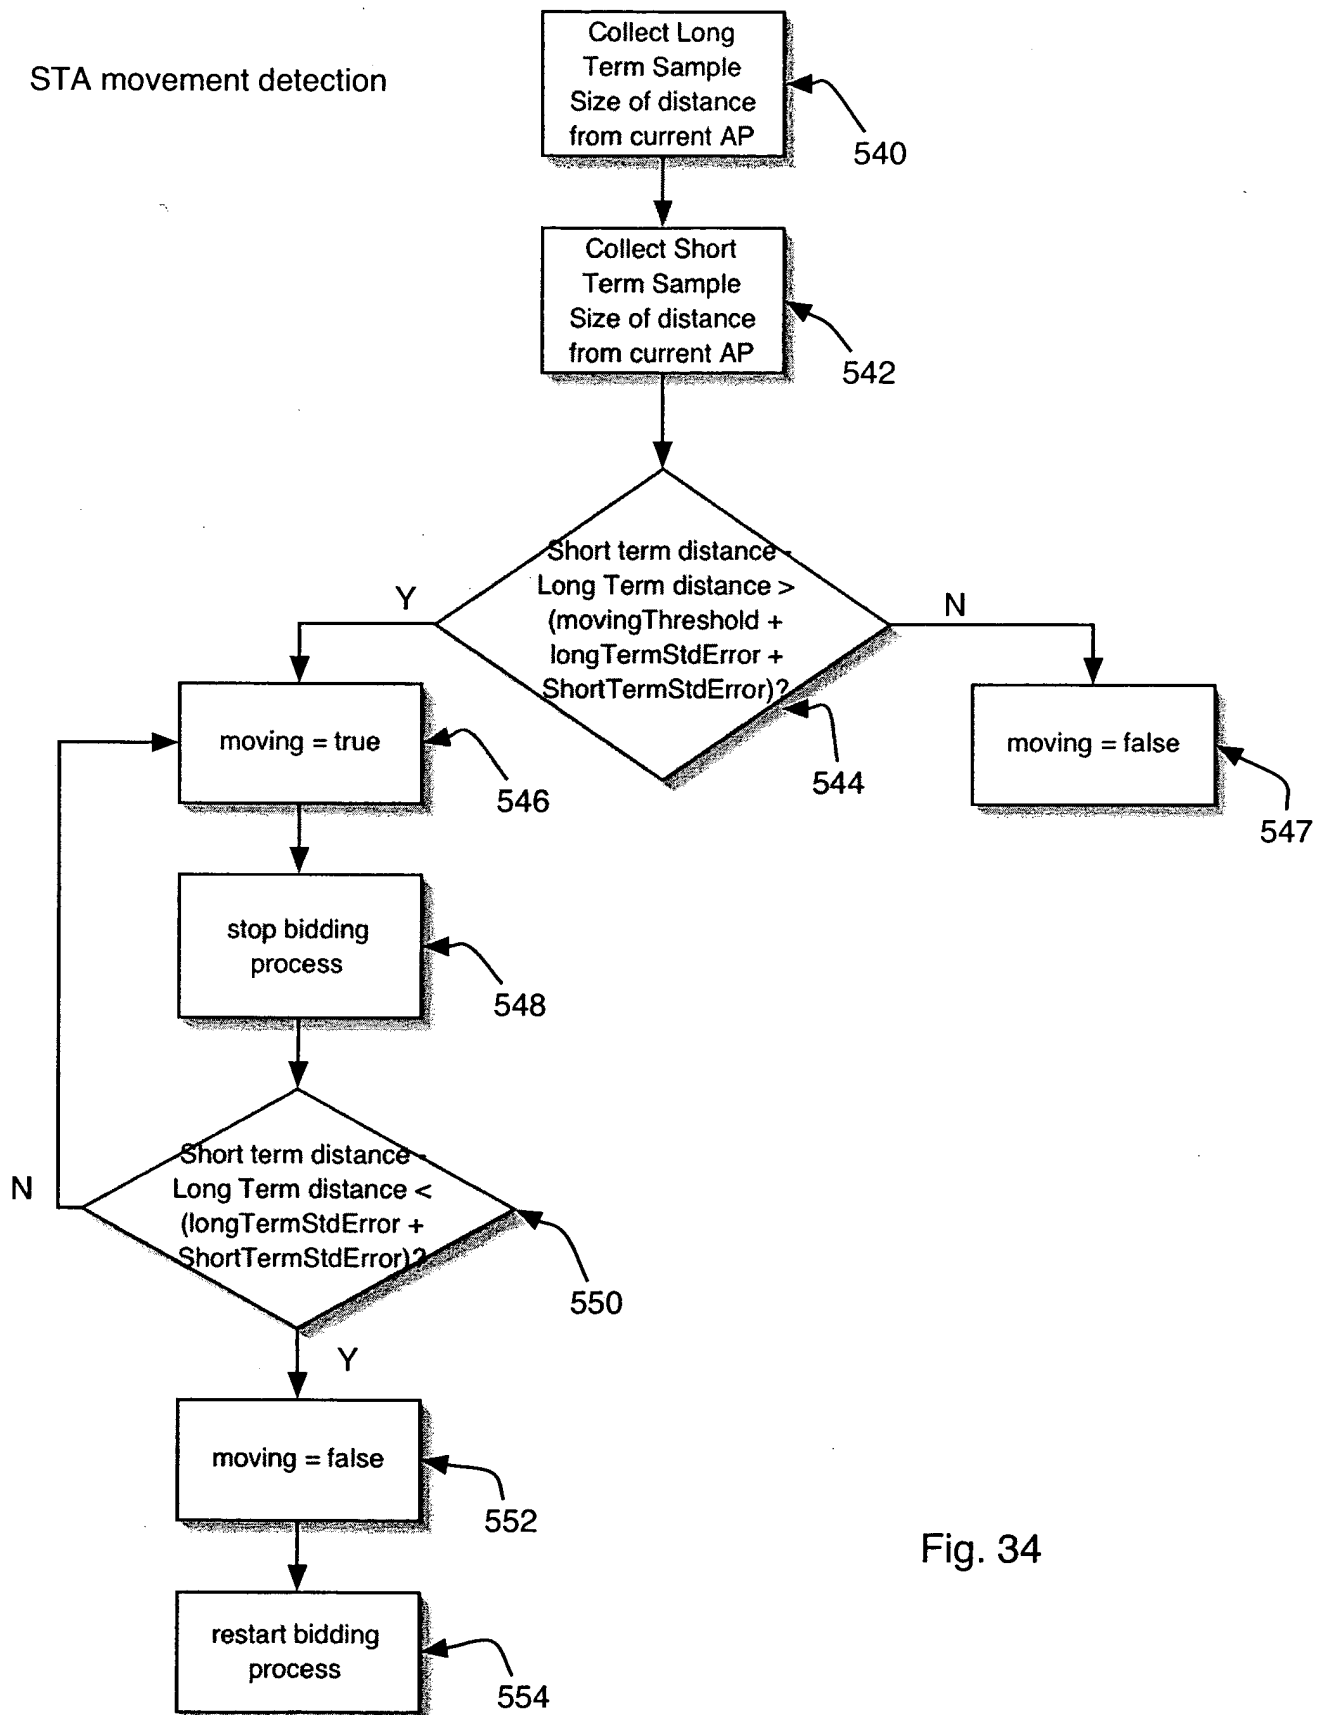 STA movement detection
Collect Long
Term Sample
Size of distance
from current AP
540
Collect Short
Term Sample
Size of distance
from current AP
542
Short term distance -
Long Term distance >
(movingThreshold +
longTermStdError +
ShortTermStdError)?
Y
N
544
moving = true
546
moving = false
547
stop bidding
process
548
Short term distance -
Long Term distance <
(longTermStdError +
ShortTermStdError)?
N
550
Y
moving = false
552
restart bidding
process
554
Fig. 34